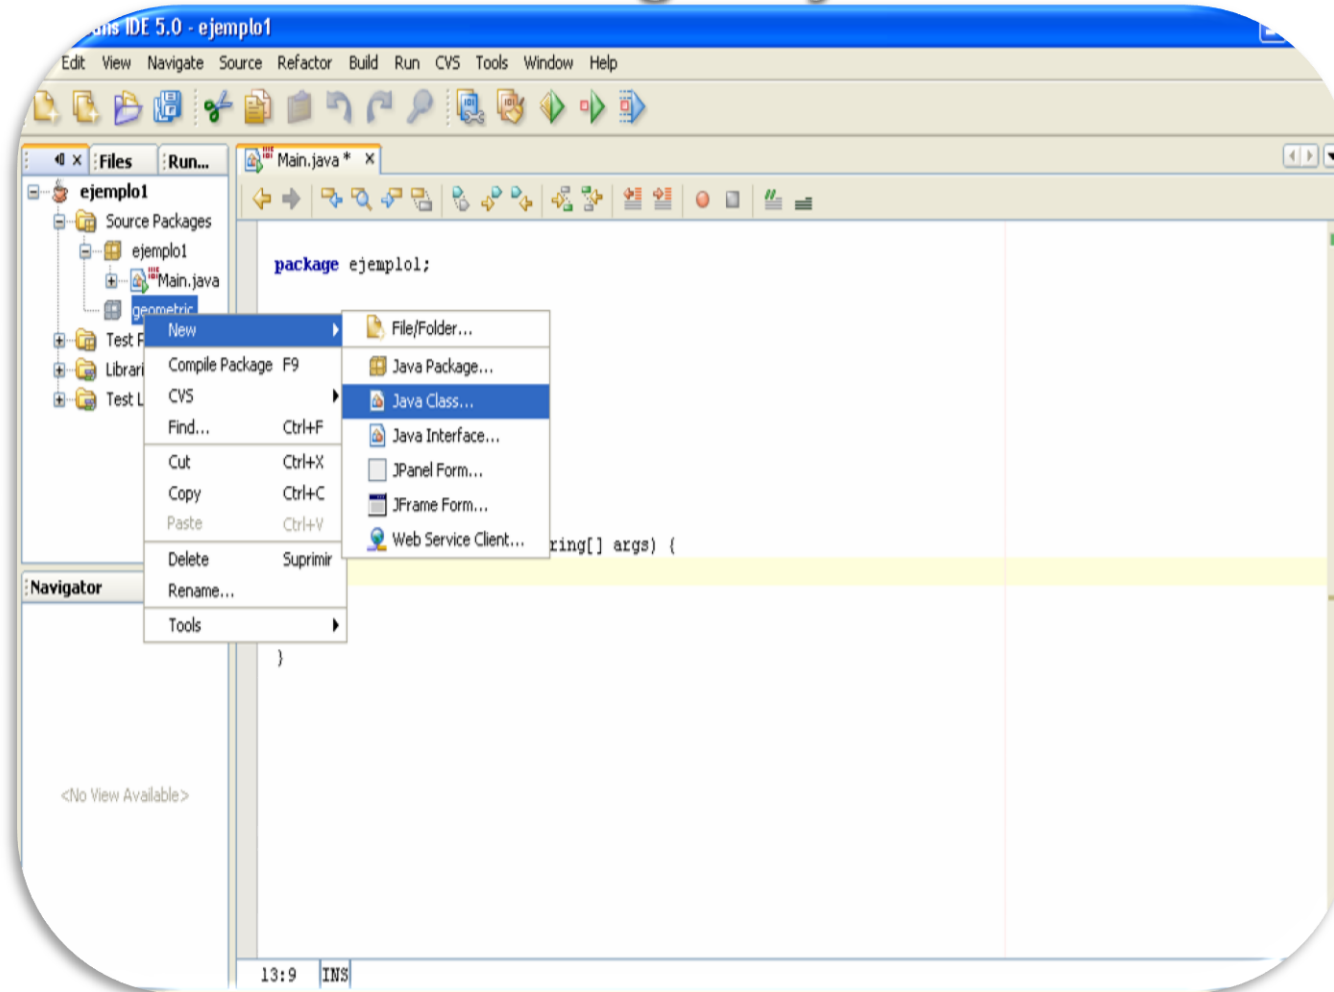 ans IDE 5.0 - ejemplo1
Edit View Navigate Source Refactor Build Run CVS Tools Window Help
Files Run... Main.java *
ejemplo1
Source Packages
ejemplo1
package ejemplo1;
Main.java
geometric
New
File/Folder...
Test P
Compile Package F9
Java Package...
Librari
CVS
Java Class...
Test L
Find... Ctrl+F
Java Interface...
Cut Ctrl+X
JPanel Form...
Copy Ctrl+C
JFrame Form...
Paste Ctrl+V
Web Service Client...
ring[] args) {
Delete Suprimir
Navigator
Rename...
Tools
}
<No View Available>
13:9 INS